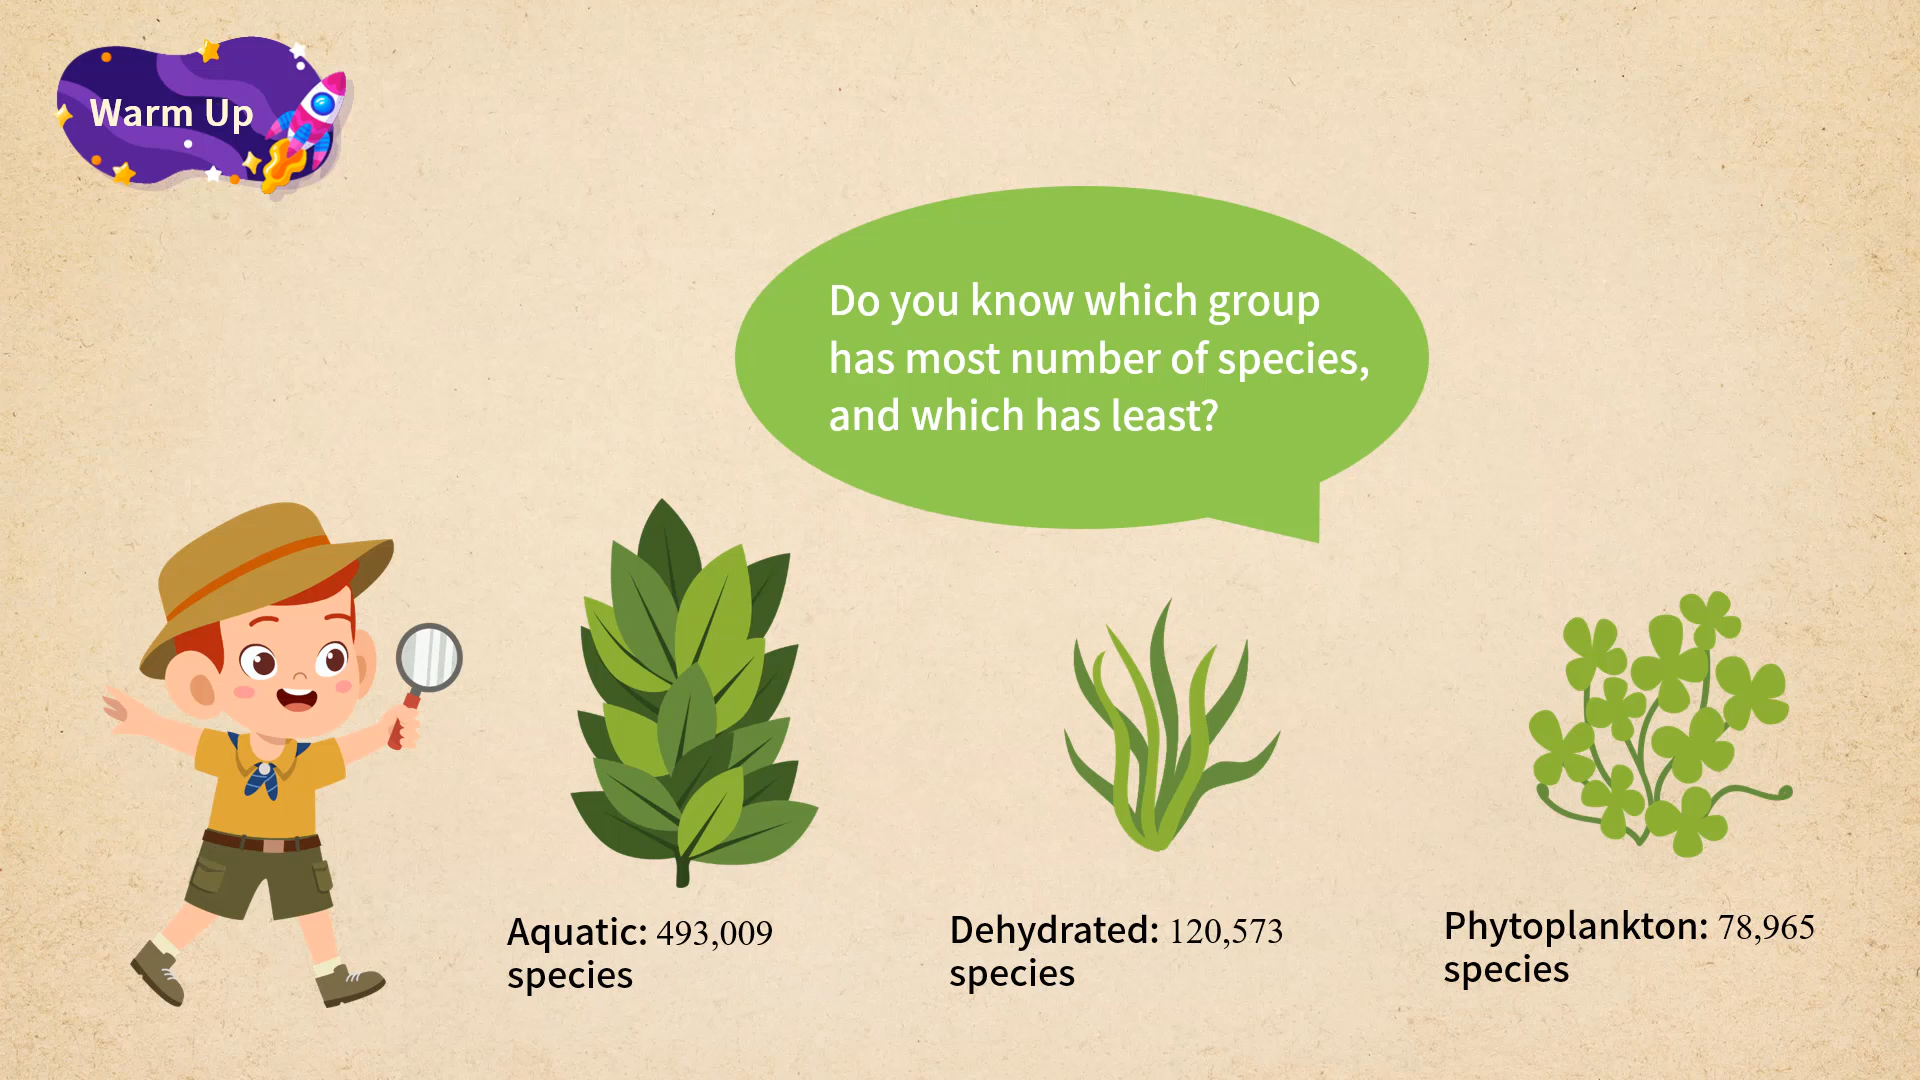 Warm Up
Do you know which group
has most number of species,
and which has least?
Aquatic: 493,009
species
Dehydrated: 120,573
species
Phytoplankton: 78,965
species